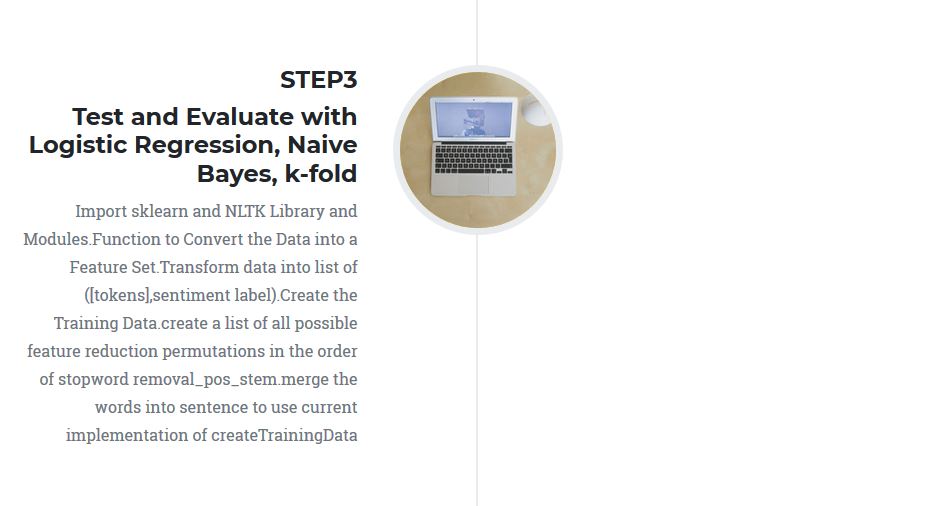 STEP3
Test and Evaluate with
Logistic Regression, Naive
Bayes, k-fold
Import sklearn and NLTK Library and
Modules.Function to Convert the Data into a
Feature Set.Transform data into list of
([tokens],sentiment label).Create the
Training Data.create a list of all possible
feature reduction permutations in the order
of stopword removal_pos_stem.merge the
words into sentence to use current
implementation of createTrainingData